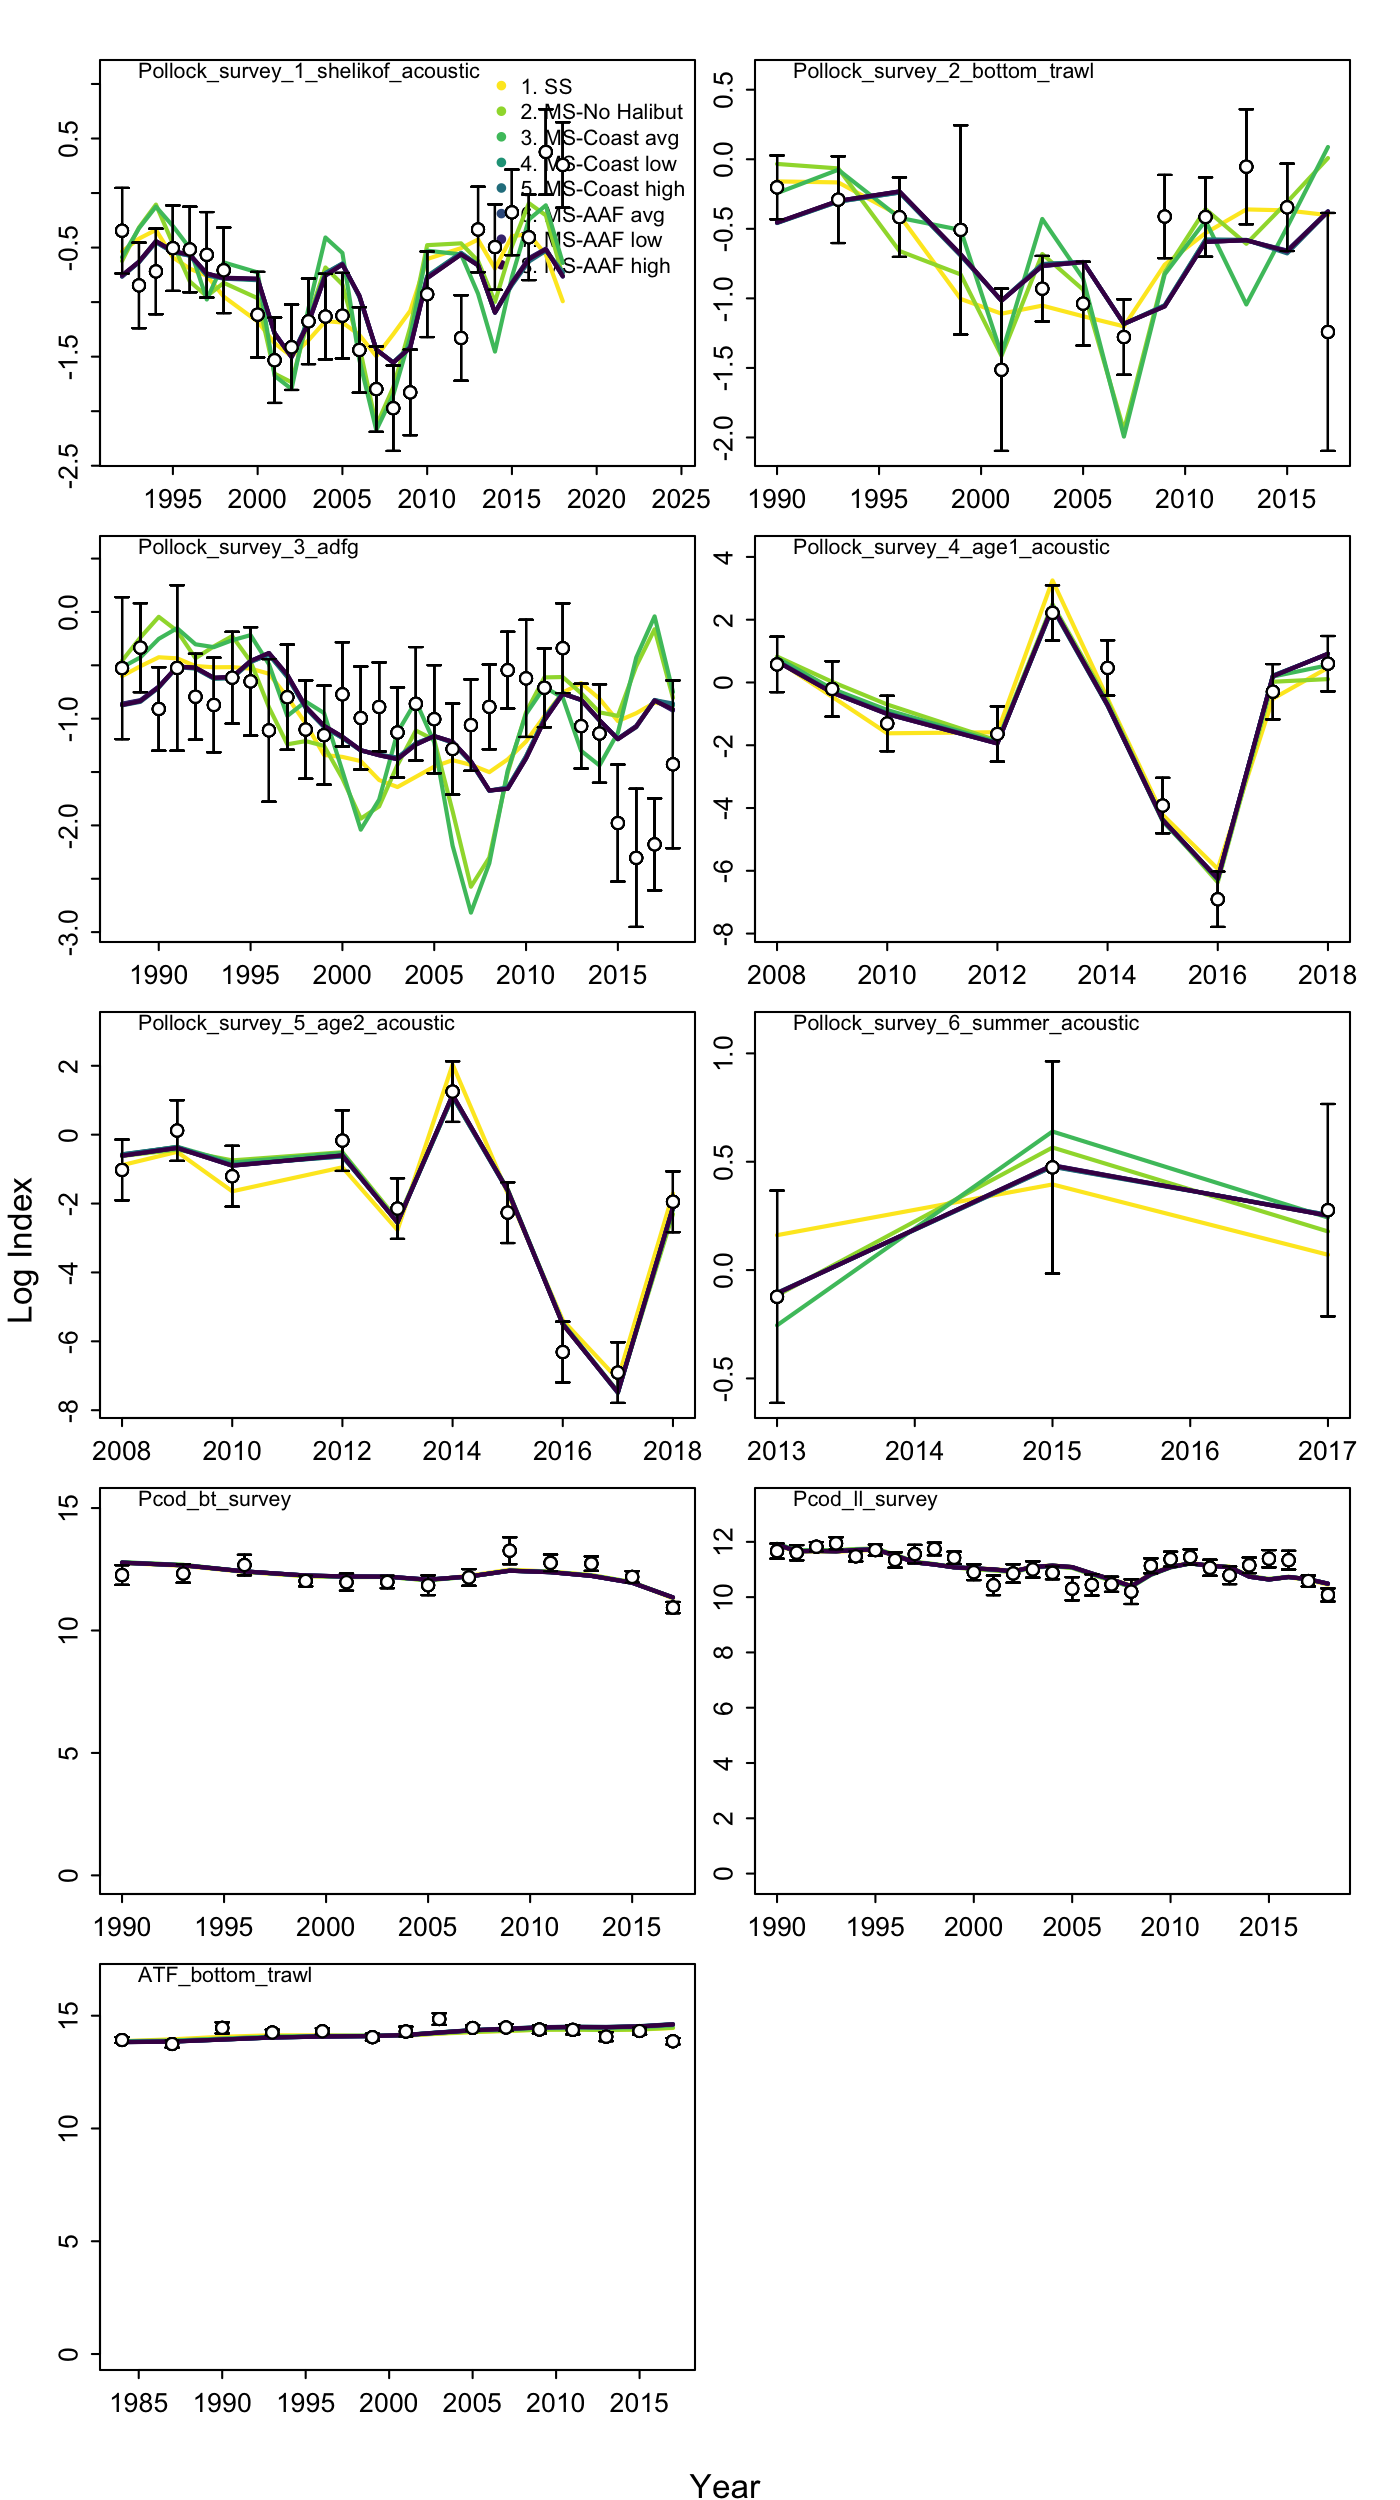 Pollock_survey_1_shelikof_acoustic
1. SS
2. MS-No Halibut
3. MS-Coast avg
4. MS-Coast low
5. MS-Coast high
6. MS-AAF avg
7. MS-AAF low
8. MS-AAF high
0.5
-0.5
-1.5
-2.5
1995 2000 2005 2010 2015 2020 2025
Pollock_survey_2_bottom_trawl
0.5
0.0
-0.5
-1.0
-1.5
-2.0
1990 1995 2000 2005 2010 2015
Pollock_survey_3_adfg
0.0
-1.0
-2.0
-3.0
1990 1995 2000 2005 2010 2015
Pollock_survey_4_age1_acoustic
4
2
0
-2
-4
-6
-8
2008 2010 2012 2014 2016 2018
Pollock_survey_5_age2_acoustic
2
0
-2
-4
-6
-8
2008 2010 2012 2014 2016 2018
Pollock_survey_6_summer_acoustic
1.0
0.5
0.0
-0.5
2013 2014 2015 2016 2017
Log Index
Pcod_bt_survey
15
10
5
0
1990 1995 2000 2005 2010 2015
Pcod_ll_survey
12
10
8
6
4
2
0
1990 1995 2000 2005 2010 2015
ATF_bottom_trawl
15
10
5
0
1985 1990 1995 2000 2005 2010 2015
Year